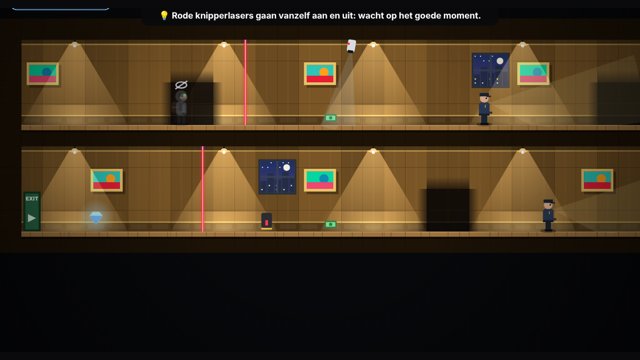 💡 Rode knipperlasers gaan vanzelf aan en uit: wacht op het goede moment.
EXIT